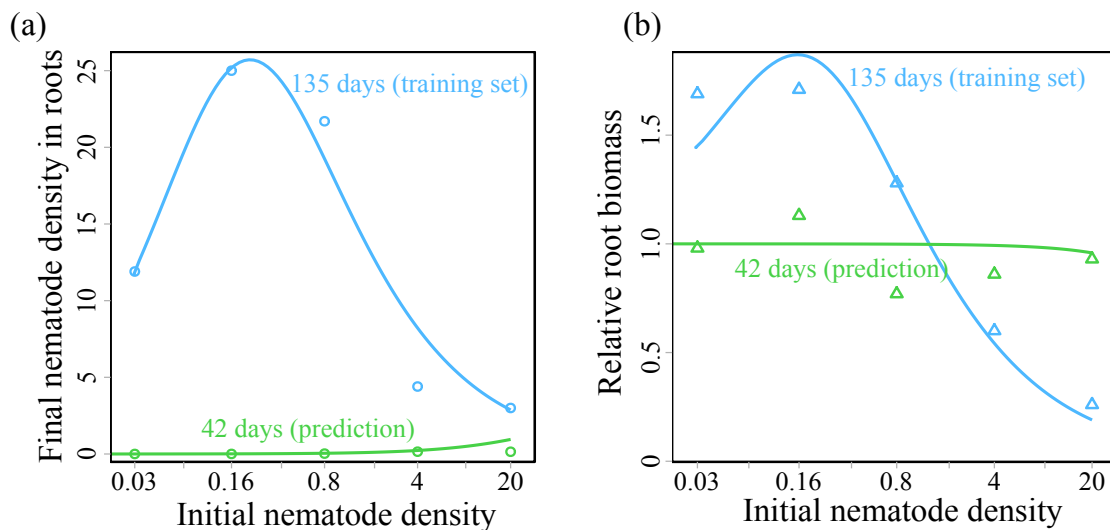 (a)
Final nematode density in roots
25
20
15
10
5
0
135 days (training set)
42 days (prediction)
0.03
0.16
0.8
4
20
Initial nematode density
(b)
Relative root biomass
1.5
1.0
0.5
0
135 days (training set)
42 days (prediction)
0.03
0.16
0.8
4
20
Initial nematode density